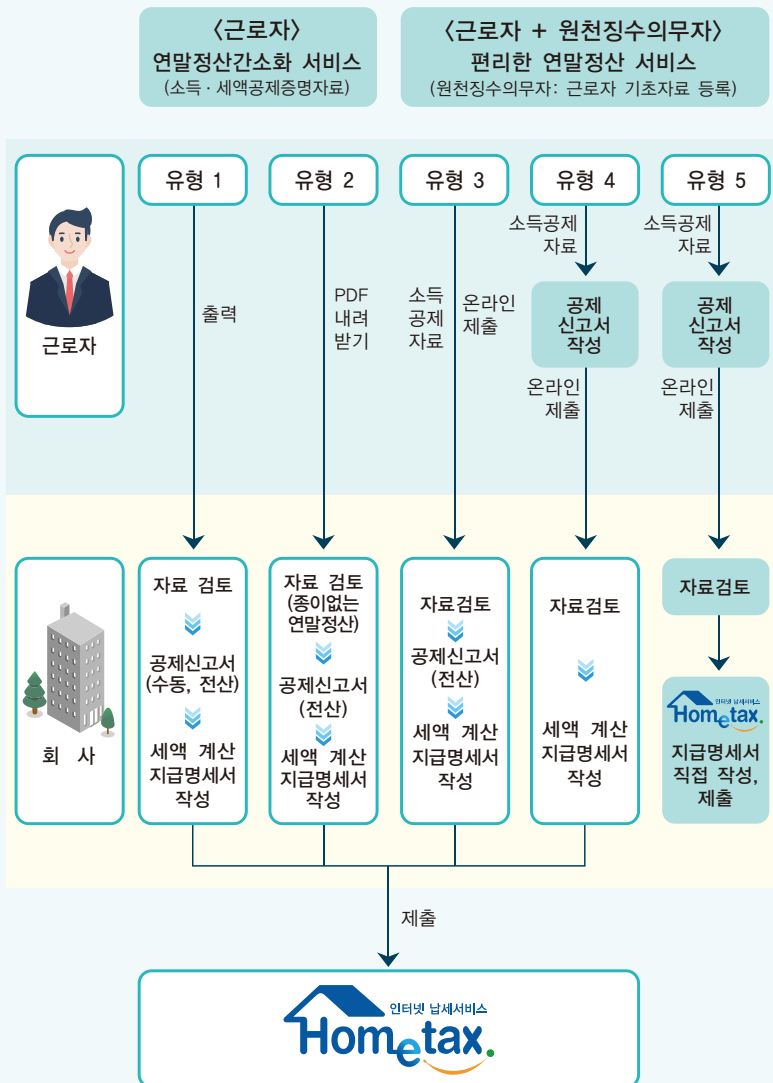 〈근로자〉
연말정산간소화 서비스
(소득 · 세액공제증명자료)
〈근로자 + 원천징수의무자〉
편리한 연말정산 서비스
(원천징수의무자: 근로자 기초자료 등록)
근로자
유형 1
유형 2
유형 3
유형 4
유형 5
출력
PDF
내려
받기
소득
공제
자료
온라인
제출
소득공제
자료
공제
신고서
작성
온라인
제출
소득공제
자료
공제
신고서
작성
온라인
제출
회 사
자료 검토
공제신고서
(수동, 전산)
세액 계산
지급명세서
작성
자료 검토
(종이없는
연말정산)
공제신고서
(전산)
세액 계산
지급명세서
작성
자료검토
공제신고서
(전산)
세액 계산
지급명세서
작성
자료검토
세액 계산
지급명세서
작성
자료검토
인터넷 납세서비스
Hometax.
지급명세서
직접 작성,
제출
제출
인터넷 납세서비스
Hometax.